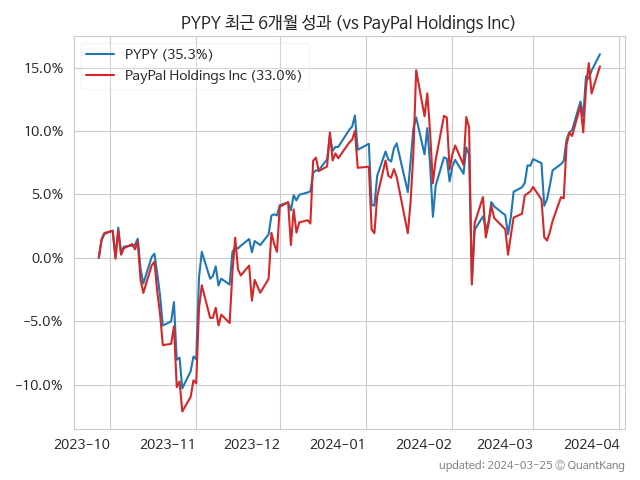 PYPY 최근 6개월 성과 (vs PayPal Holdings Inc)
PYPY (35.3%)
PayPal Holdings Inc (33.0%)
15.0%
10.0%
5.0%
0.0%
−5.0%
−10.0%
2023−10 2023−11 2023−12 2024−01 2024−02 2024−03 2024−04
updated: 2024−03−25 © QuantKang